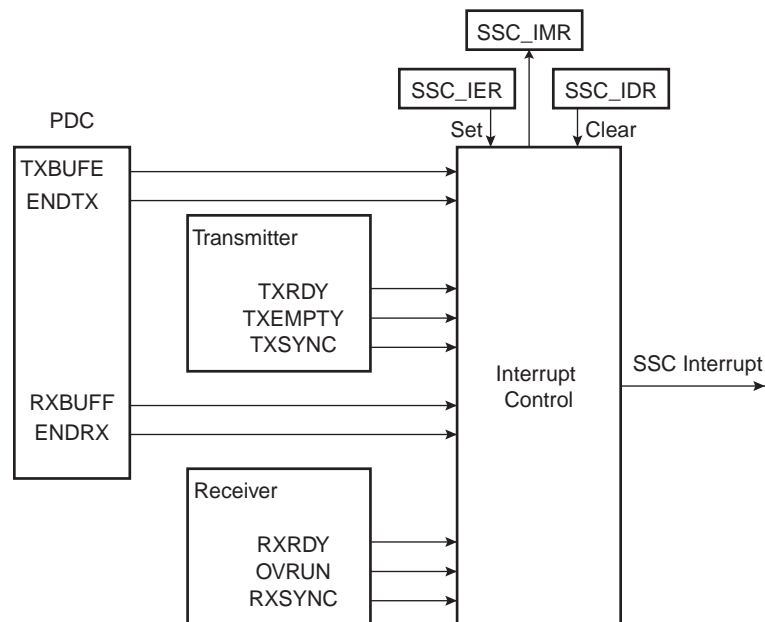 SSC_IMR
SSC_IER
SSC_IDR
PDC
Set
Clear
TXBUFE
ENDTX
Transmitter
TXRDY
TXEMPTY
TXSYNC
SSC Interrupt
Interrupt
Control
RXBUFF
ENDRX
Receiver
RXRDY
OVRUN
RXSYNC